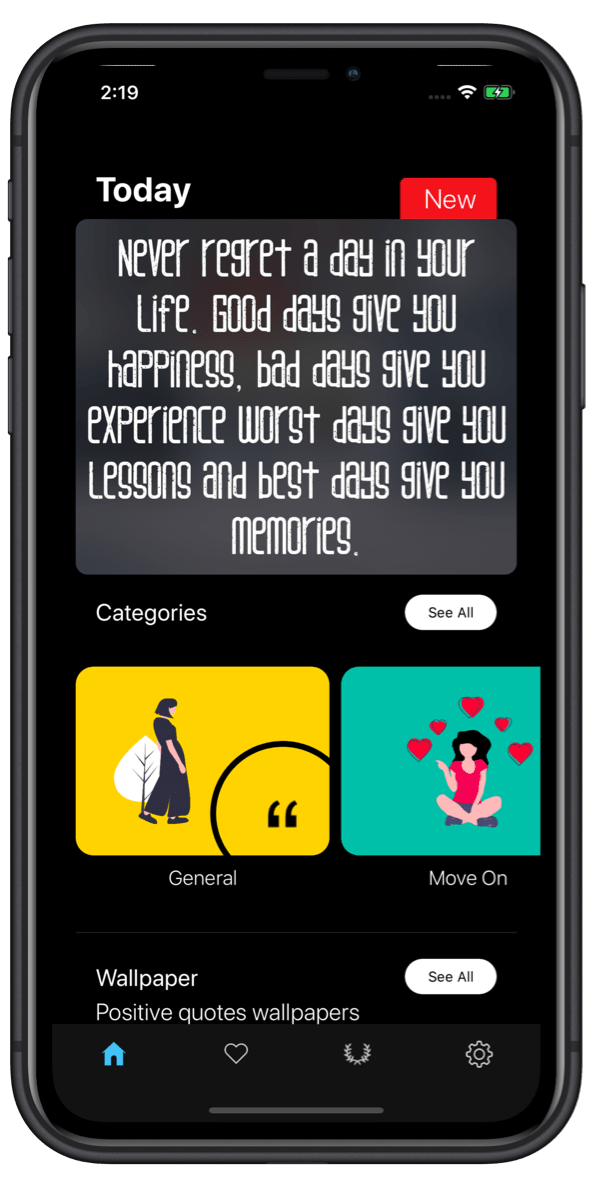 2:19
Today
New
Never regret a day in your
Life. Good days give you
happiness, bad days give you
experience worst days give you
Lessons and best days give you
memories.
Categories
See All
“
General
Move On
Wallpaper
See All
Positive quotes wallpapers